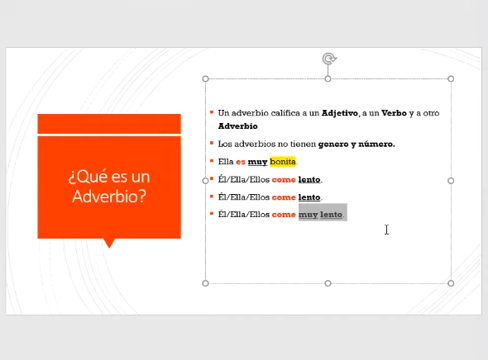 ¿Qué es un
Adverbio?
Un adverbio califica a un Adjetivo, a un Verbo y a otro
Adverbio
Los adverbios no tienen genero y número.
Ella es muy bonita.
Él/Ella/Ellos come lento.
Él/Ella/Ellos come lento.
Él/Ella/Ellos come muy lento.